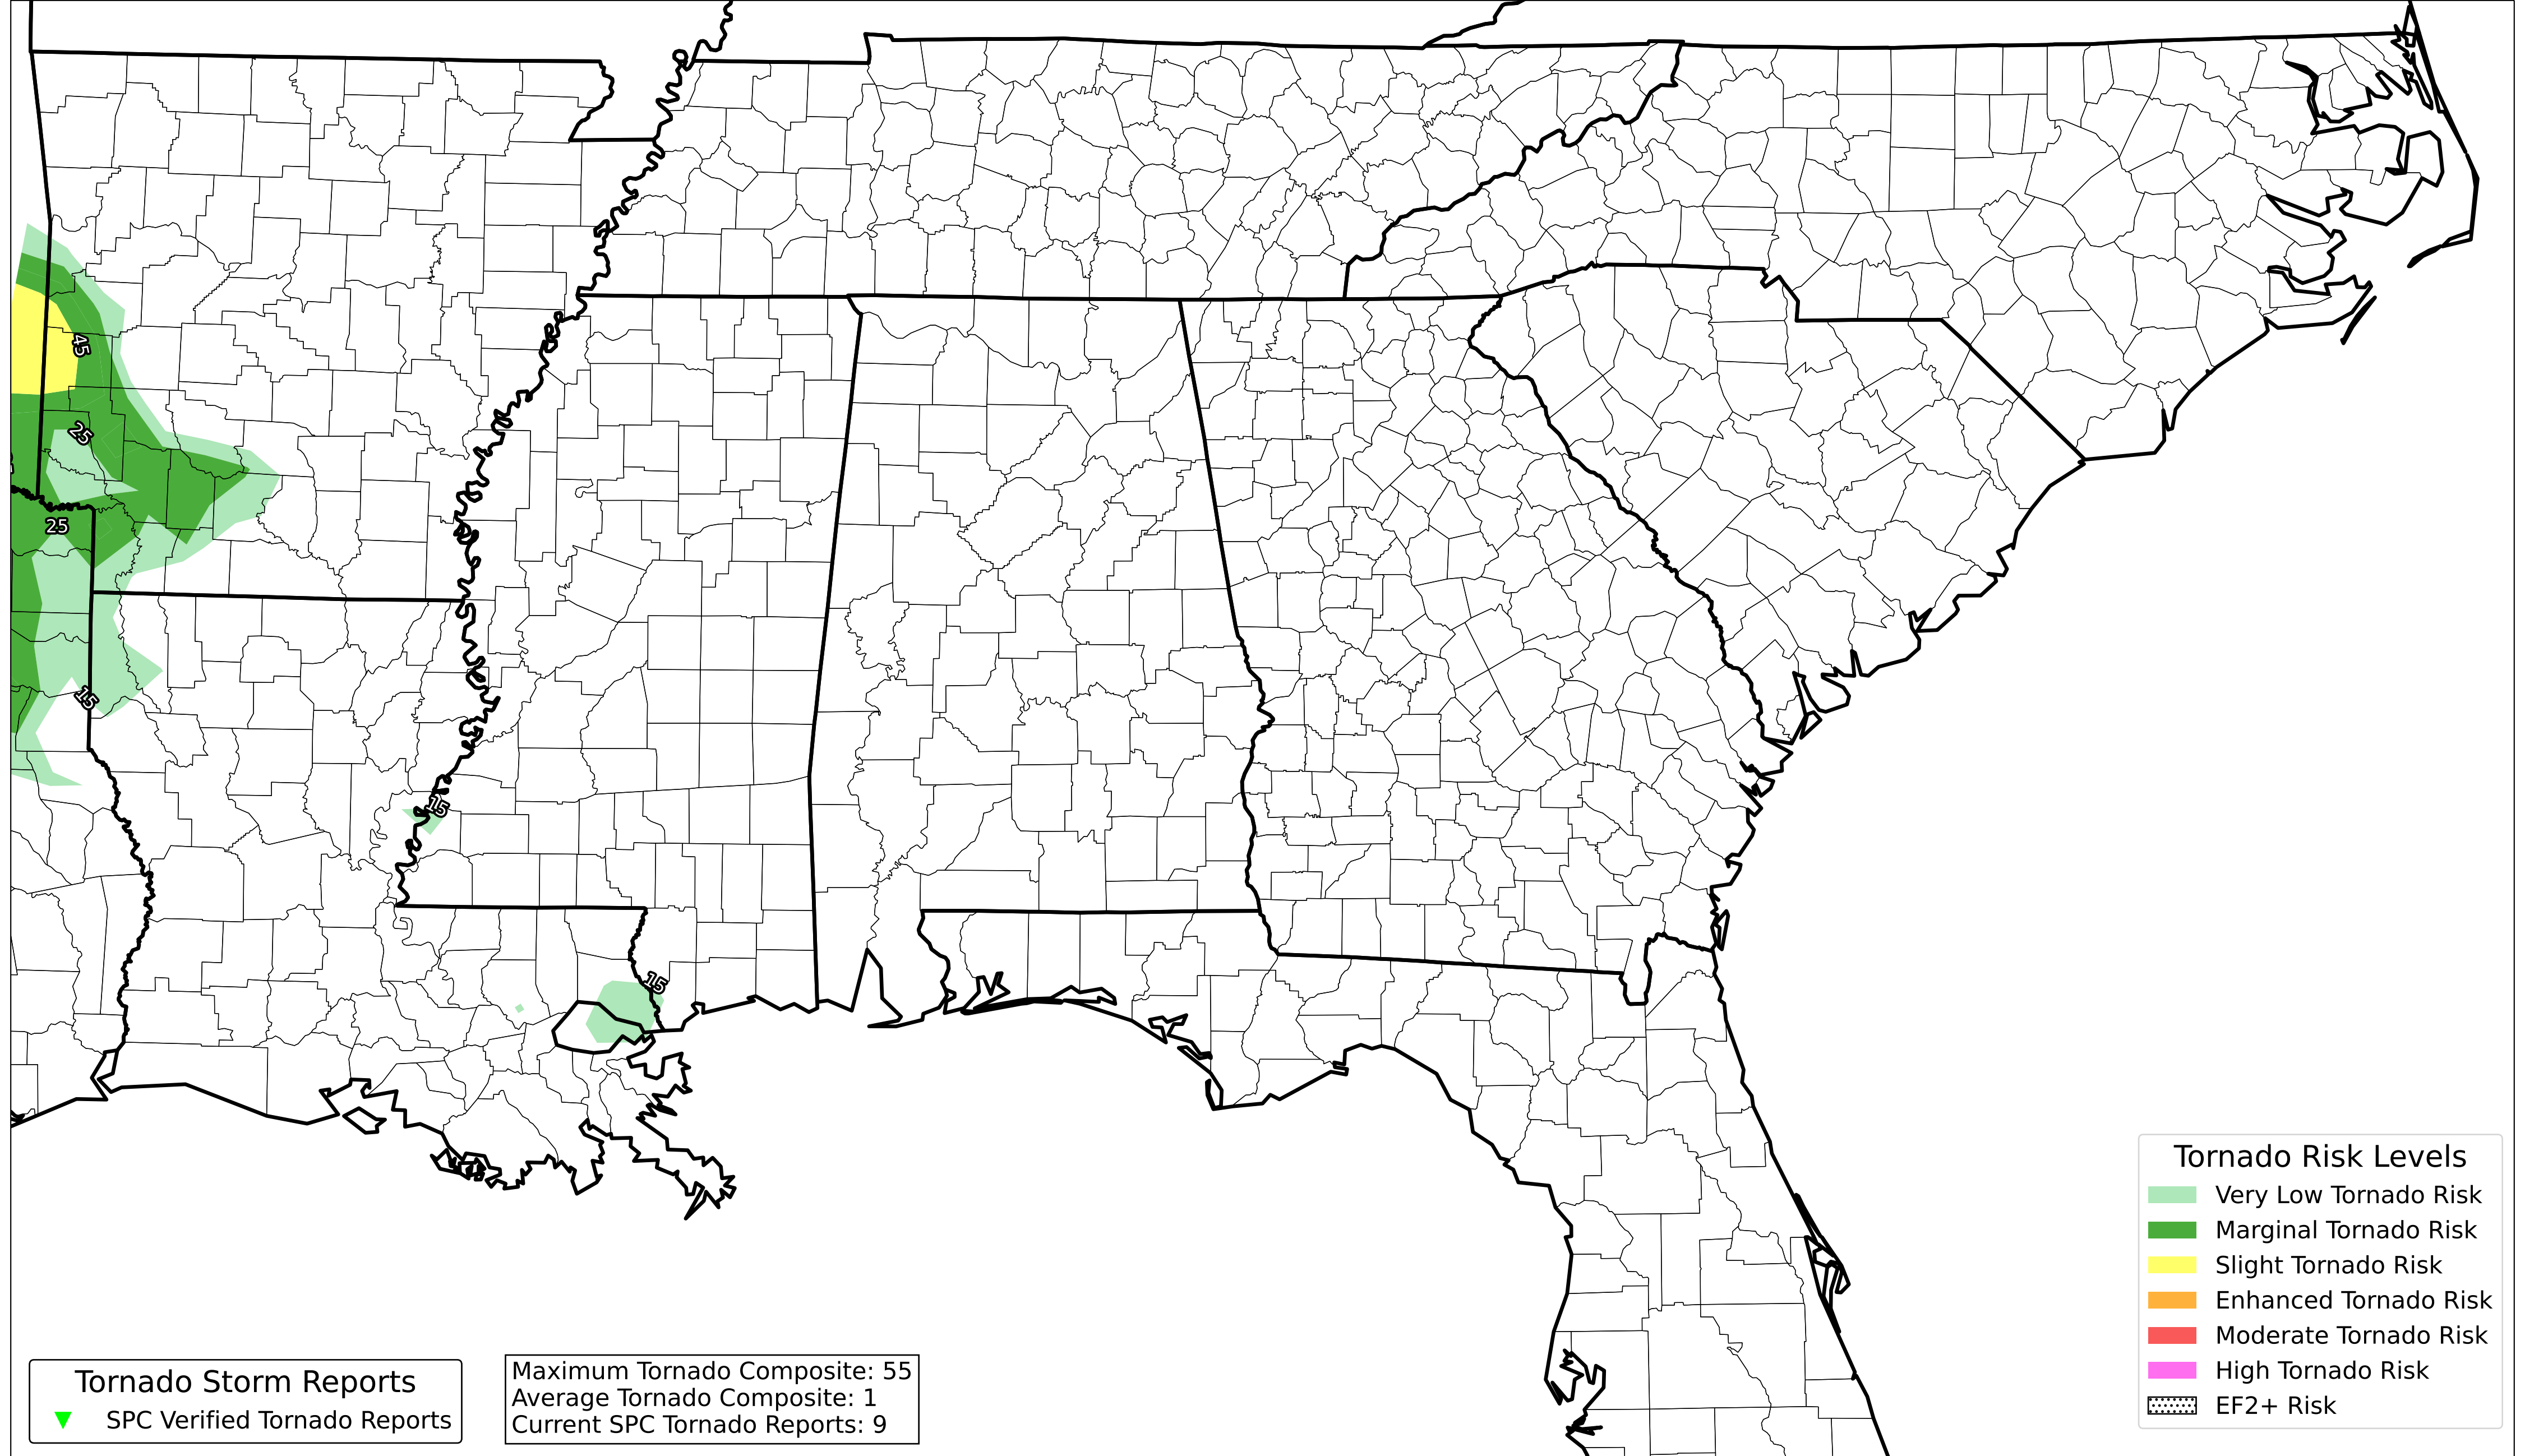 45
25
25
15
15
15
Tornado Storm Reports
SPC Verified Tornado Reports
Maximum Tornado Composite: 55
Average Tornado Composite: 1
Current SPC Tornado Reports: 9
Tornado Risk Levels
Very Low Tornado Risk
Marginal Tornado Risk
Slight Tornado Risk
Enhanced Tornado Risk
Moderate Tornado Risk
High Tornado Risk
EF2+ Risk